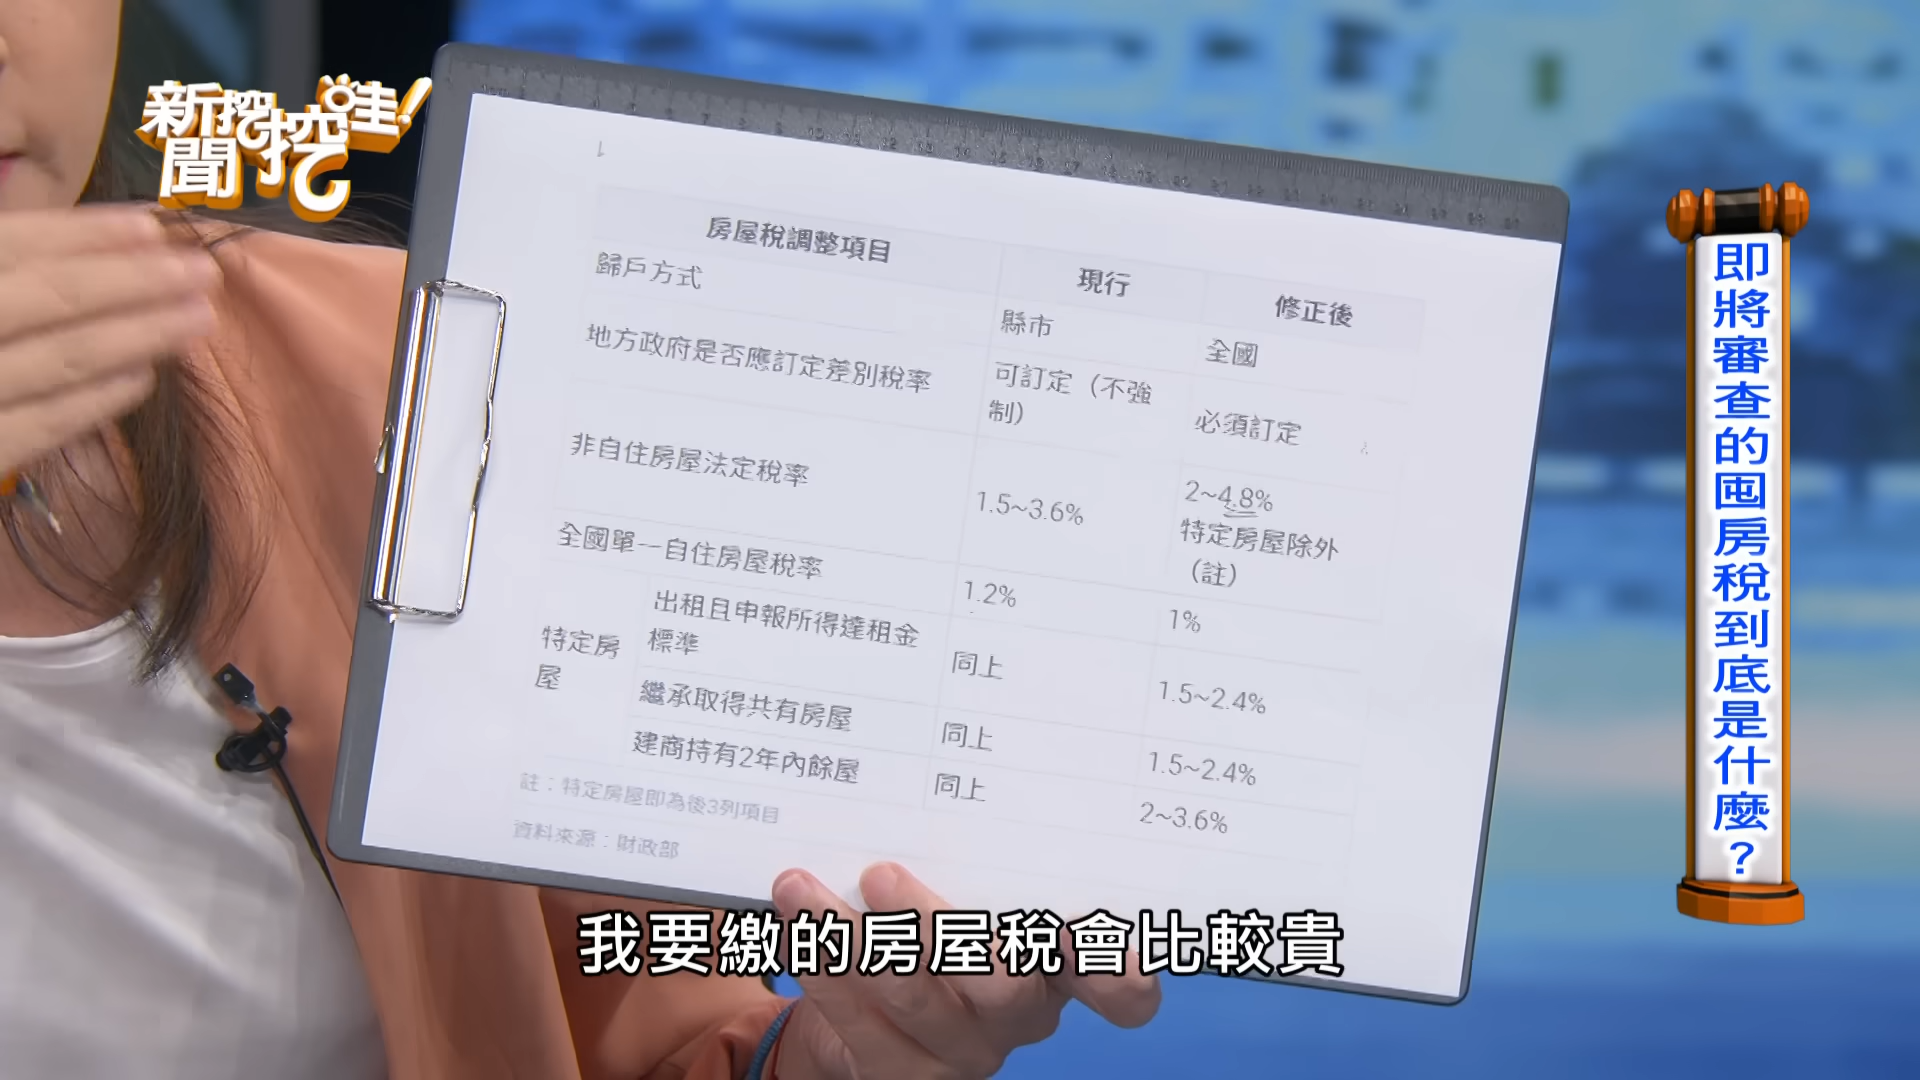 新聞挖挖哇!
房屋稅調整項目
現行
修正後
歸戶方式
縣市
全國
地方政府是否應訂定差別稅率
可訂定（不強
制）
必須訂定
非自住房屋法定稅率
1.5~3.6%
2~4.8%
特定房屋除外
（註）
全國單一自住房屋稅率
1.2%
1%
特定房
屋
出租且申報所得達租金
標準
同上
1.5~2.4%
繼承取得共有房屋
同上
1.5~2.4%
建商持有2年內餘屋
同上
2~3.6%
註：特定房屋即為後3列項目
資料來源：財政部
即將審查的囤房稅到底是什麼？
我要繳的房屋稅會比較貴